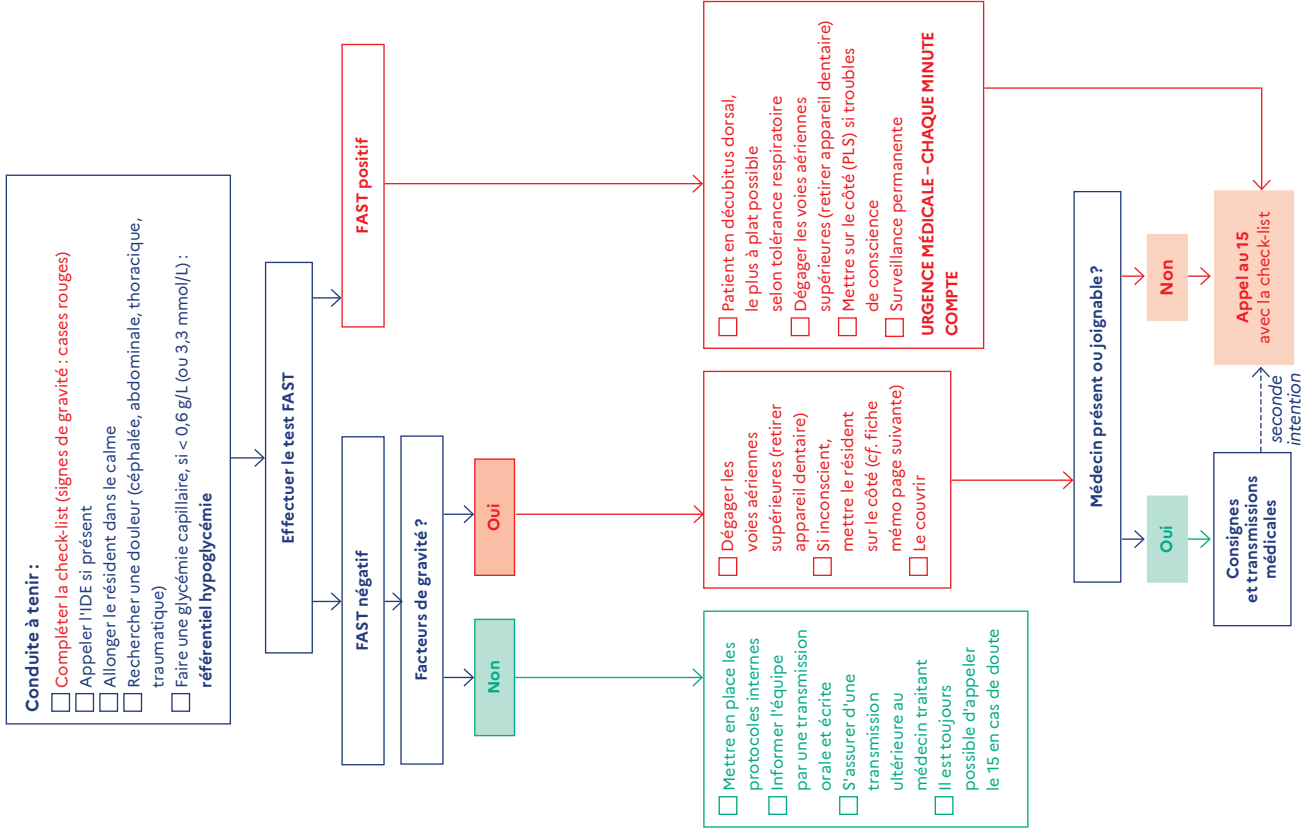 Conduite à tenir :
Compléter la check-list (signes de gravité : cases rouges)
Appeler l'IDE si présent
Allonger le résident dans le calme
Rechercher une douleur (céphalée, abdominale, thoracique,
traumatique)
Faire une glycémie capillaire, si < 0,6 g/L (ou 3,3 mmol/L) :
référentiel hypoglycémie
Effectuer le test FAST
FAST négatif
FAST positif
Facteurs de gravité ?
Non
Oui
Mettre en place les
protocoles internes
Informer l'équipe
par une transmission
orale et écrite
S'assurer d'une
transmission
ultérieure au
médecin traitant
Il est toujours
possible d'appeler
le 15 en cas de doute
Dégager les
voies aériennes
supérieures (retirer
appareil dentaire)
Si inconscient,
mettre le résident
sur le côté (cf. fiche
mémo page suivante)
Le couvrir
Patient en décubitus dorsal,
le plus à plat possible
selon tolérance respiratoire
Dégager les voies aériennes
supérieures (retirer appareil dentaire)
Mettre sur le côté (PLS) si troubles
de conscience
Surveillance permanente
URGENCE MÉDICALE – CHAQUE MINUTE
COMPTE
Médecin présent ou joignable ?
Oui
Non
Consignes
et transmissions
médicales
seconde
intention
Appel au 15
avec la check-list